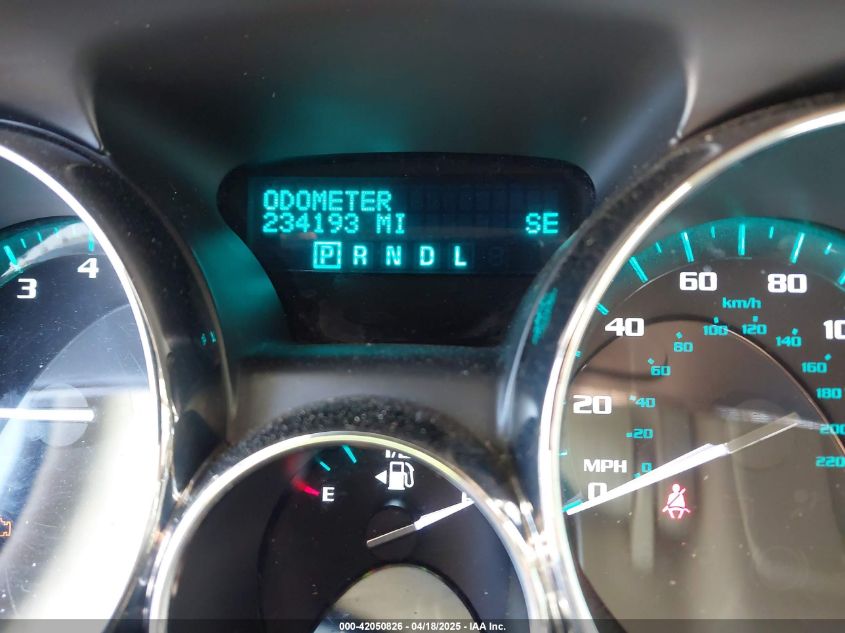 ODOMETER
234193 MI SE
P R N D L
3 4
20 40 60 80
km/h
20 40 60 80 100 120 140 160 180 200 220
MPH
0
0
E
000-42050826 - 04/18/2025 - IAA Inc.